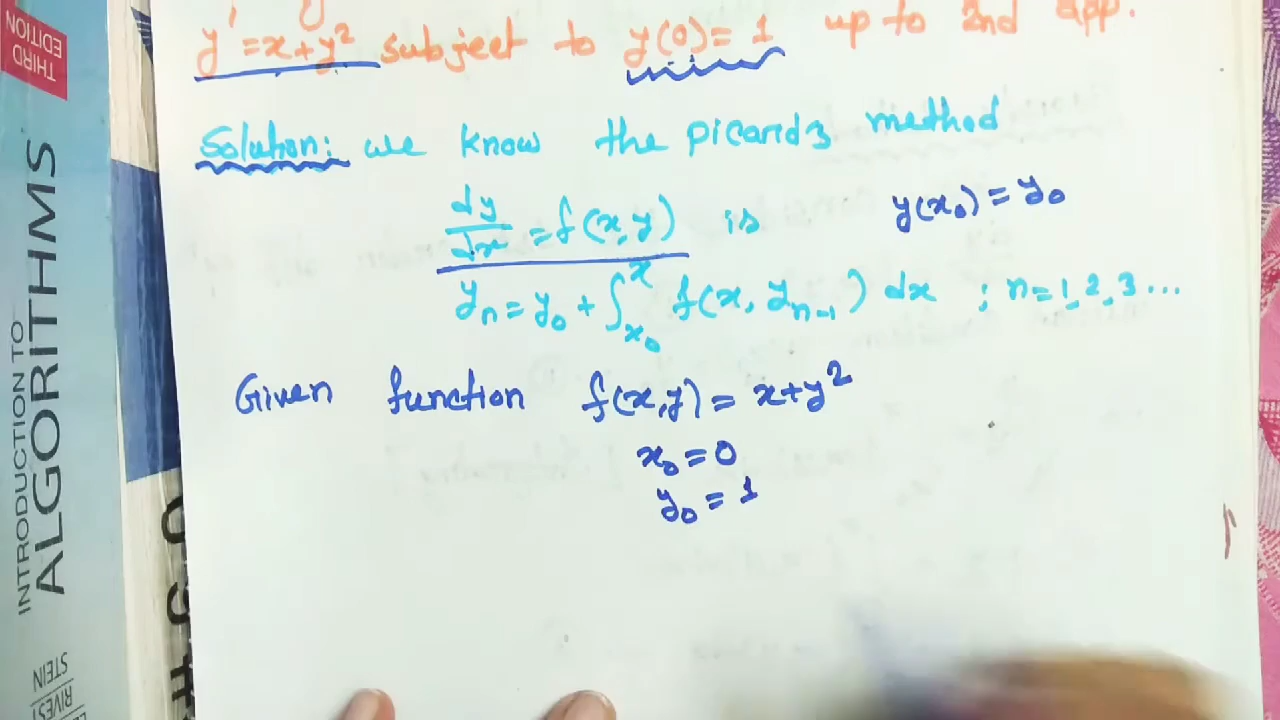 THIRD
EDITION
INTRODUCTION TO
ALGORITHMS
STEIN
RIVEST
y' = x+y² subject to y(0) = 1 up to 2nd app.
Solution: we know the picards method
dy/dx = f(x,y) is y(x₀) = y₀
yₙ = y₀ + ∫ₓ₀ˣ f(x, yₙ₋₁) dx ; n=1, 2, 3 ...
Given function f(x,y) = x+y²
x₀ = 0
y₀ = 1